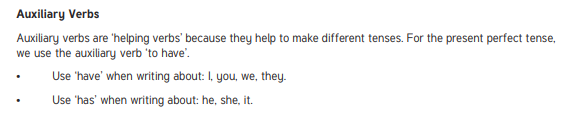 Auxiliary Verbs
Auxiliary verbs are ‘helping verbs’ because they help to make different tenses. For the present perfect tense,
we use the auxiliary verb ‘to have’.
• Use ‘have’ when writing about: I, you, we, they.
• Use ‘has’ when writing about: he, she, it.